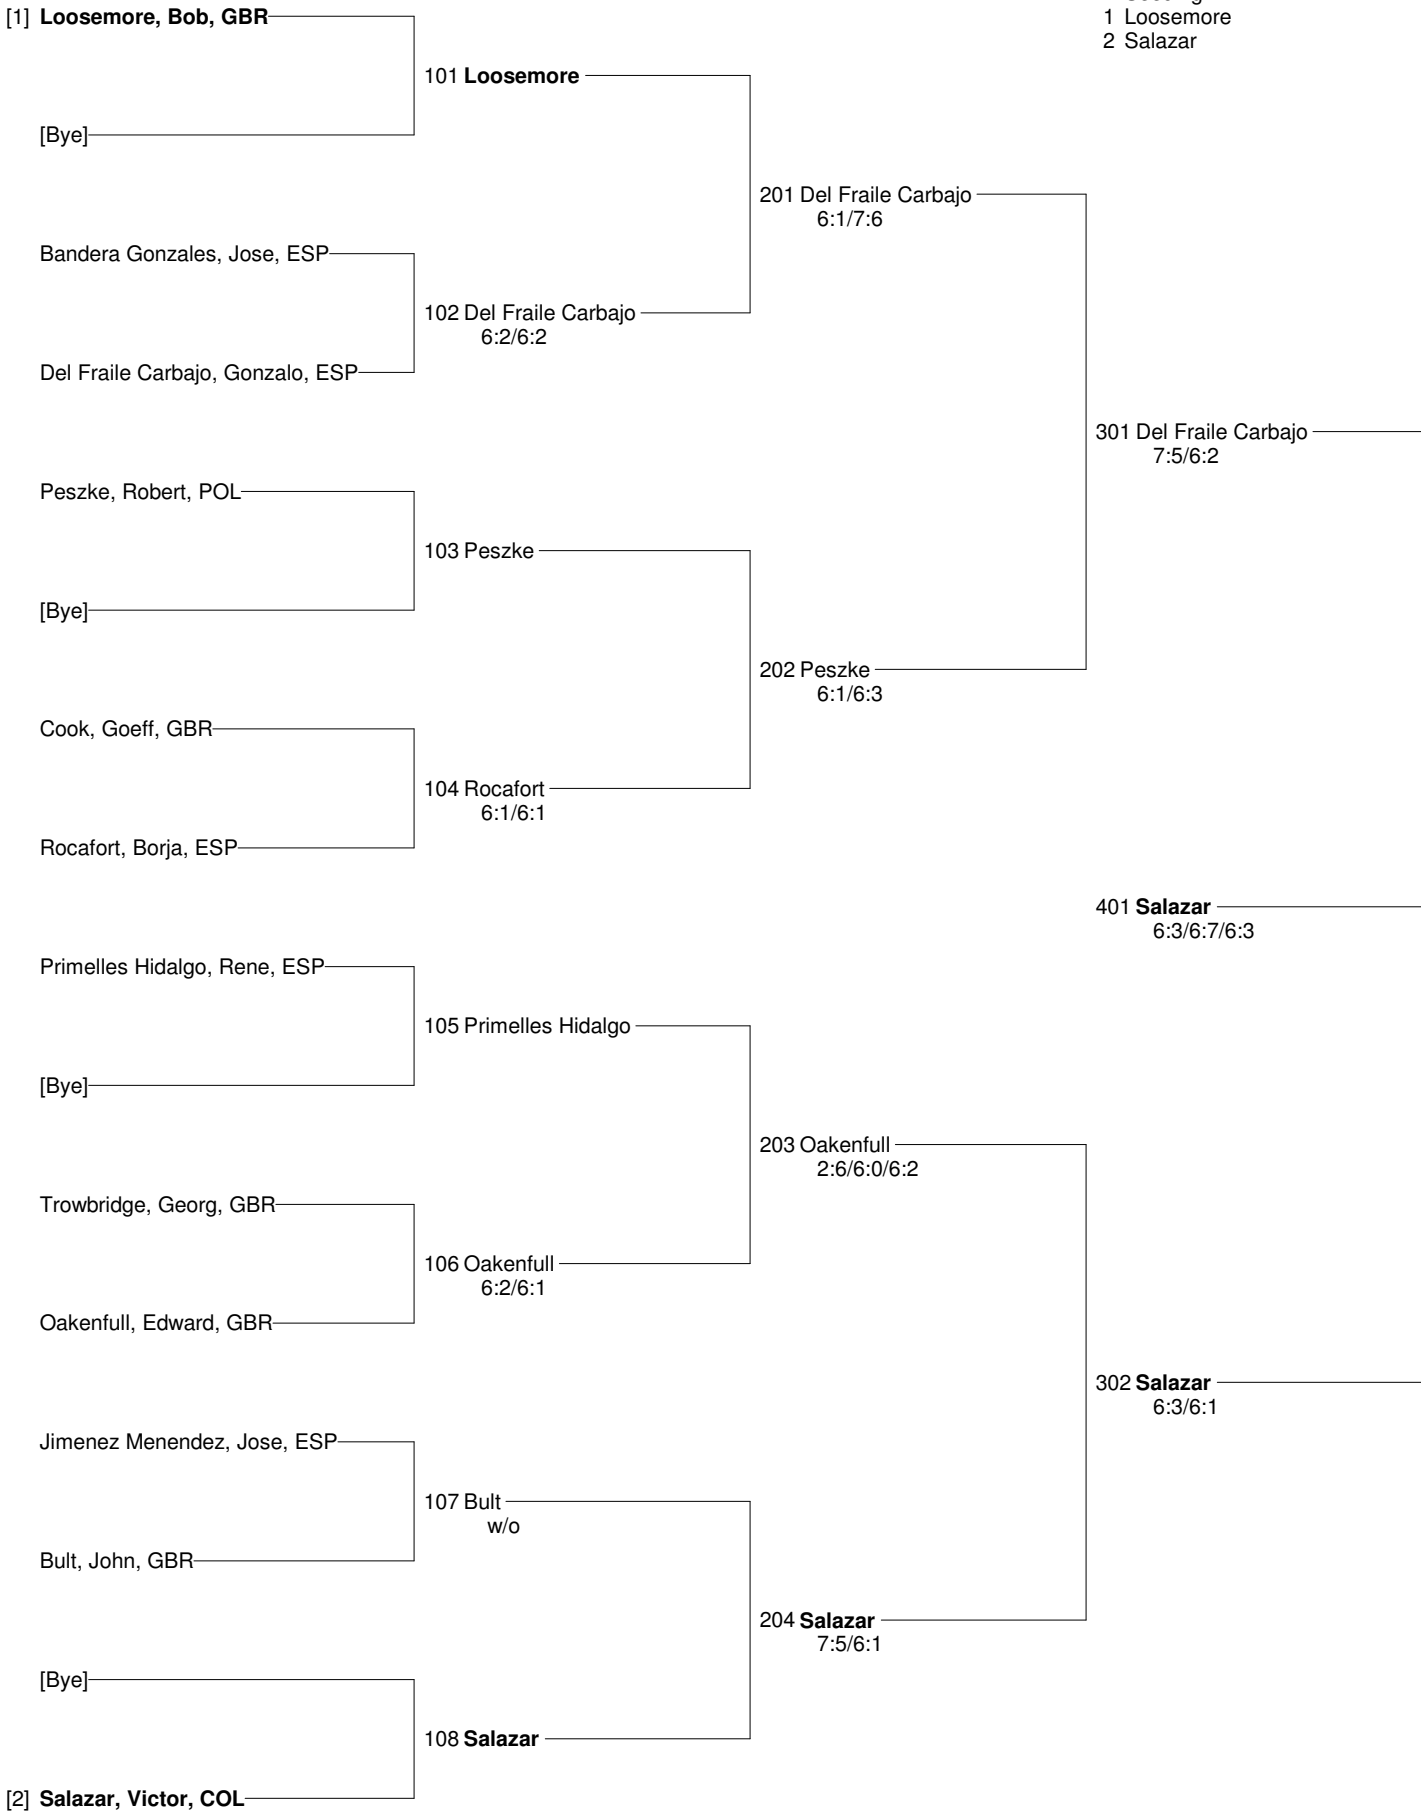 [1] Loosemore, Bob, GBR
1 Loosemore
2 Salazar
101 Loosemore
[Bye]
201 Del Fraile Carbajo
6:1/7:6
Bandera Gonzales, Jose, ESP
102 Del Fraile Carbajo
6:2/6:2
Del Fraile Carbajo, Gonzalo, ESP
301 Del Fraile Carbajo
7:5/6:2
Peszke, Robert, POL
103 Peszke
[Bye]
202 Peszke
6:1/6:3
Cook, Goeff, GBR
104 Rocafort
6:1/6:1
Rocafort, Borja, ESP
401 Salazar
6:3/6:7/6:3
Primelles Hidalgo, Rene, ESP
105 Primelles Hidalgo
[Bye]
203 Oakenfull
2:6/6:0/6:2
Trowbridge, Georg, GBR
106 Oakenfull
6:2/6:1
Oakenfull, Edward, GBR
302 Salazar
6:3/6:1
Jimenez Menendez, Jose, ESP
107 Bult
w/o
Bult, John, GBR
204 Salazar
7:5/6:1
[Bye]
108 Salazar
[2] Salazar, Victor, COL